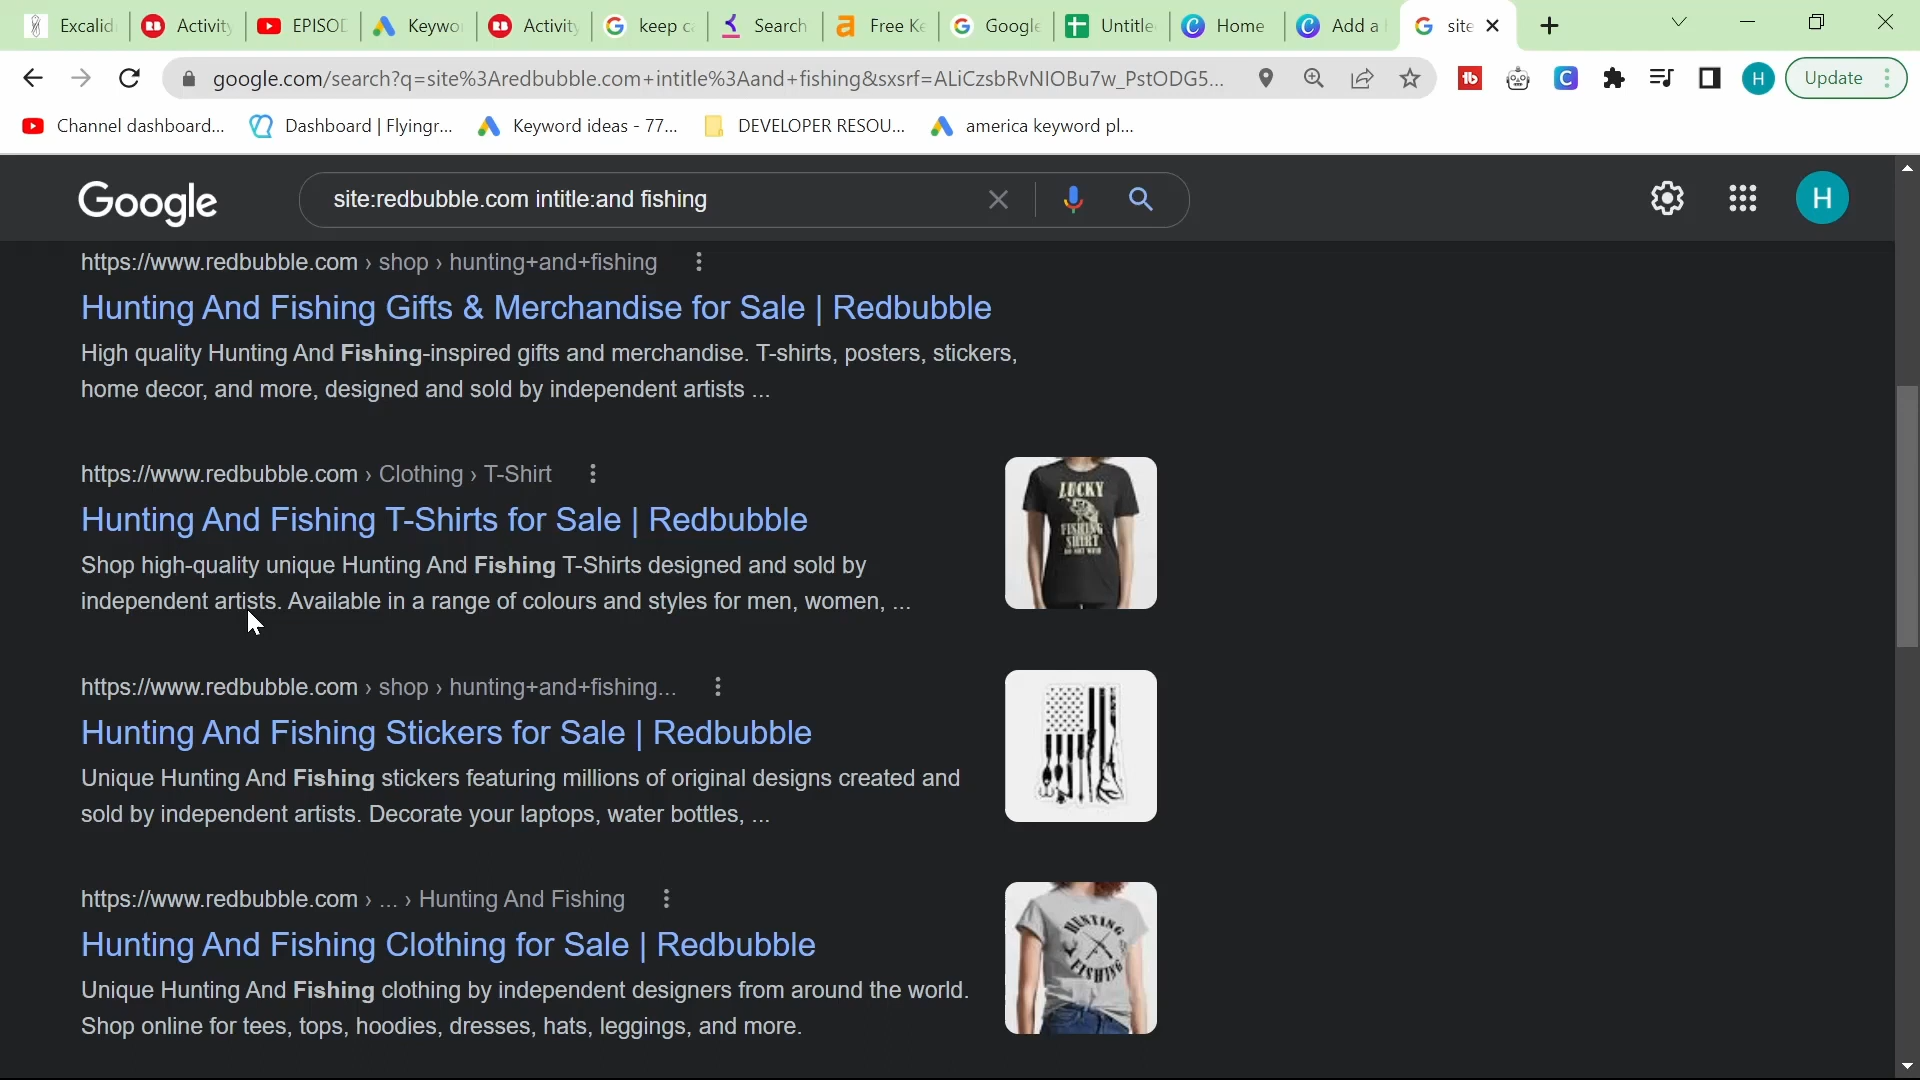 Excalid
Activity
EPISOD
Keywo
Activity
keep ca
Search
Free Ke
Google
Untitle
Home
Add a
site
google.com/search?q=site%3Aredbubble.com+intitle%3Aand+fishing&sxsrf=ALiCzsbRvNIOBu7w_PstODG5...
H
Update
Channel dashboard...
Dashboard | Flyingr...
Keyword ideas - 77...
DEVELOPER RESOU...
america keyword pl...
Google
site:redbubble.com intitle:and fishing
H
https://www.redbubble.com › shop › hunting+and+fishing
Hunting And Fishing Gifts & Merchandise for Sale | Redbubble
High quality Hunting And Fishing-inspired gifts and merchandise. T-shirts, posters, stickers,
home decor, and more, designed and sold by independent artists ...
https://www.redbubble.com › Clothing › T-Shirt
Hunting And Fishing T-Shirts for Sale | Redbubble
Shop high-quality unique Hunting And Fishing T-Shirts designed and sold by
independent artists. Available in a range of colours and styles for men, women, ...
LUCKY
FISHING
SHIRT
DO NOT WASH
https://www.redbubble.com › shop › hunting+and+fishing...
Hunting And Fishing Stickers for Sale | Redbubble
Unique Hunting And Fishing stickers featuring millions of original designs created and
sold by independent artists. Decorate your laptops, water bottles, ...
https://www.redbubble.com › ... › Hunting And Fishing
Hunting And Fishing Clothing for Sale | Redbubble
Unique Hunting And Fishing clothing by independent designers from around the world.
Shop online for tees, tops, hoodies, dresses, hats, leggings, and more.
HUNTING
FISHING